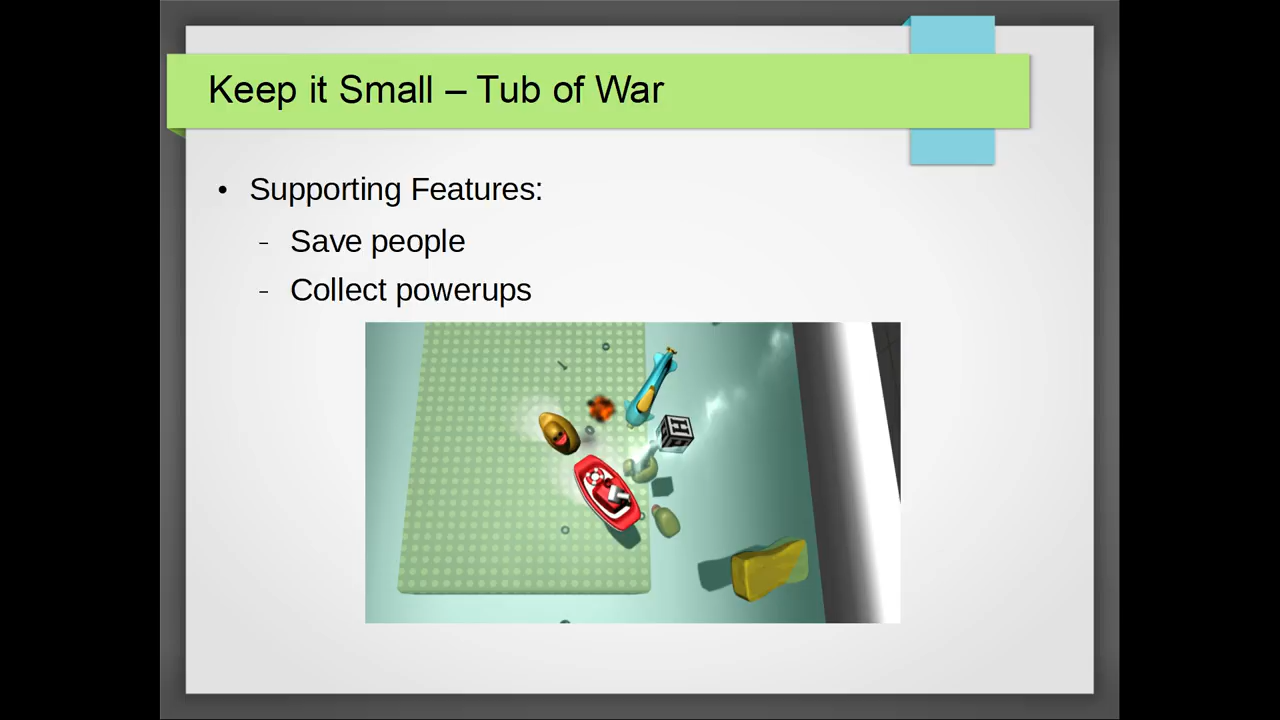 Keep it Small – Tub of War
• Supporting Features:
– Save people
– Collect powerups
H